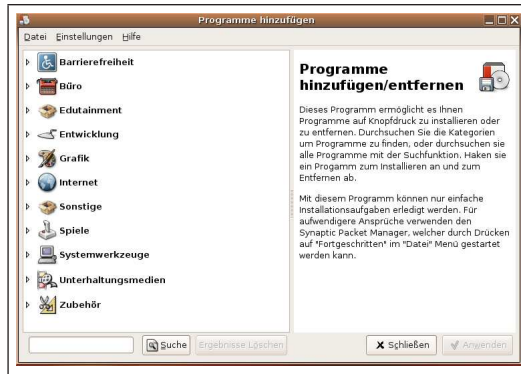 Programme hinzufügen
Datei Einstellungen Hilfe
Barrierefreiheit
Büro
Edutainment
Entwicklung
Grafik
Internet
Sonstige
Spiele
Systemwerkzeuge
Unterhaltungsmedien
Zubehör
Programme
hinzufügen/entfernen
Dieses Programm ermöglicht es Ihnen
Programme auf Knopfdruck zu installieren oder
zu entfernen. Durchsuchen Sie die Kategorien
um Programme zu finden, oder durchsuchen sie
alle Programme mit der Suchfunktion. Haken sie
ein Progamm zum Installieren an und zum
Entfernen ab.
Mit diesem Programm können nur einfache
Installationsaufgaben erledigt werden. Für
aufwendigere Ansprüche verwenden den
Synaptic Packet Manager, welcher durch Drücken
auf "Fortgeschritten" im "Datei" Menü gestartet
werden kann.
Suche Ergebnisse Löschen Schließen Anwenden